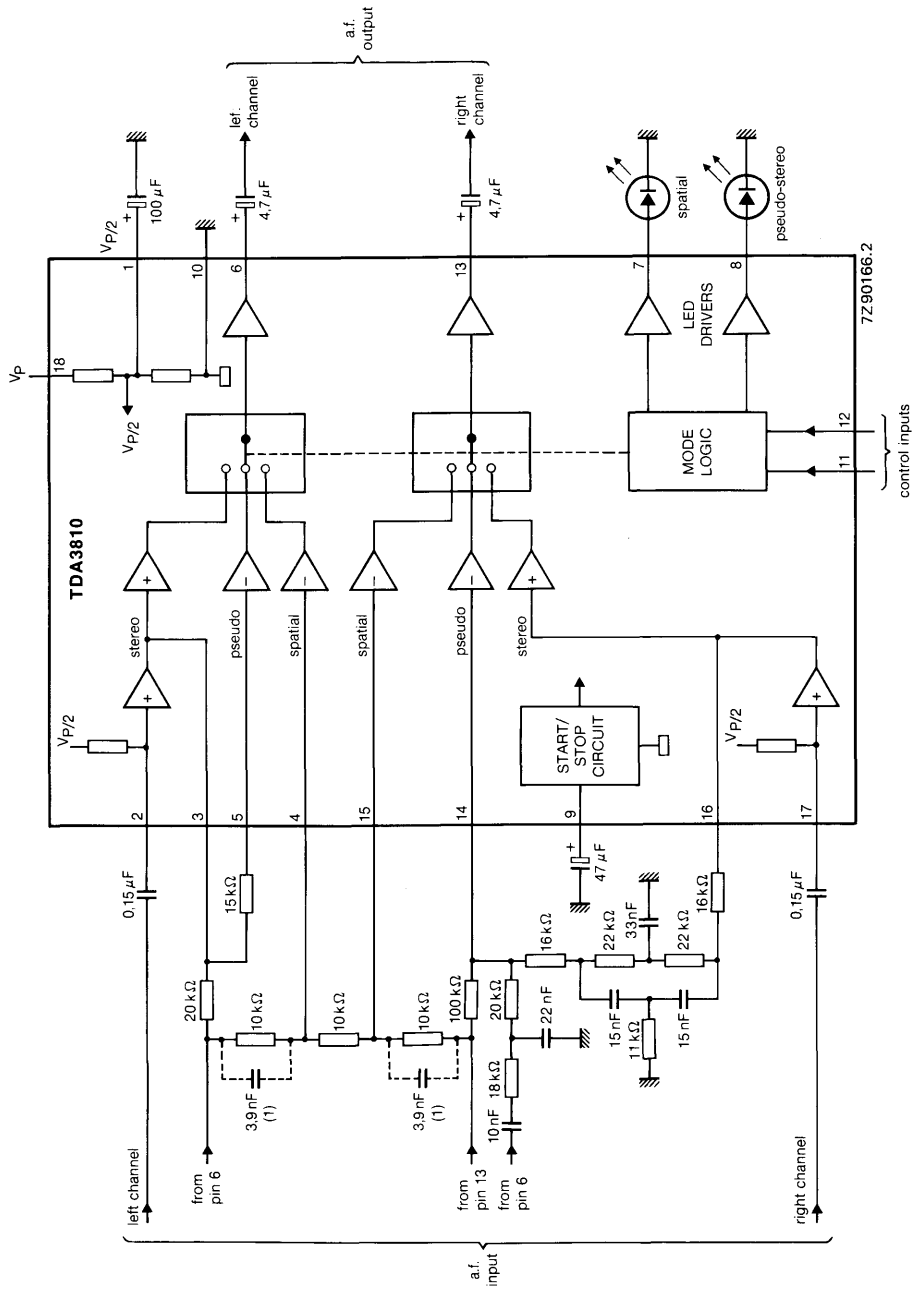 TDA3810
a.f.
input
left channel
0,15 µF
2
VP/2
stereo
VP
18
VP/2
1
VP/2
+
100 µF
10
from
pin 6
20 kΩ
3
15 kΩ
5
pseudo
6
+
4,7 µF
left
channel
a.f.
output
3,9 nF
(1)
10 kΩ
4
spatial
10 kΩ
15
spatial
3,9 nF
(1)
10 kΩ
from
pin 13
100 kΩ
14
pseudo
13
+
4,7 µF
right
channel
from
pin 6
10 nF
18 kΩ
20 kΩ
22 nF
stereo
16 kΩ
+
47 µF
9
START/
STOP
CIRCUIT
22 kΩ
33 nF
22 kΩ
15 nF
11 kΩ
15 nF
16 kΩ
16
MODE
LOGIC
LED
DRIVERS
7
spatial
8
pseudo-stereo
VP/2
right channel
0,15 µF
17
11
12
control inputs
7Z90166.2